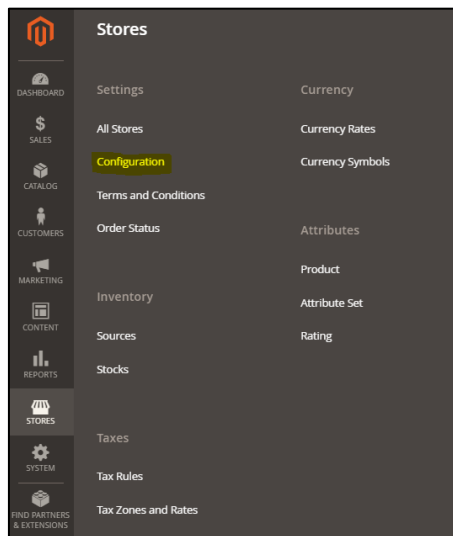 DASHBOARD
$
SALES
CATALOG
CUSTOMERS
MARKETING
CONTENT
REPORTS
STORES
SYSTEM
FIND PARTNERS
& EXTENSIONS
Stores
Settings
All Stores
Configuration
Terms and Conditions
Order Status
Inventory
Sources
Stocks
Taxes
Tax Rules
Tax Zones and Rates
Currency
Currency Rates
Currency Symbols
Attributes
Product
Attribute Set
Rating